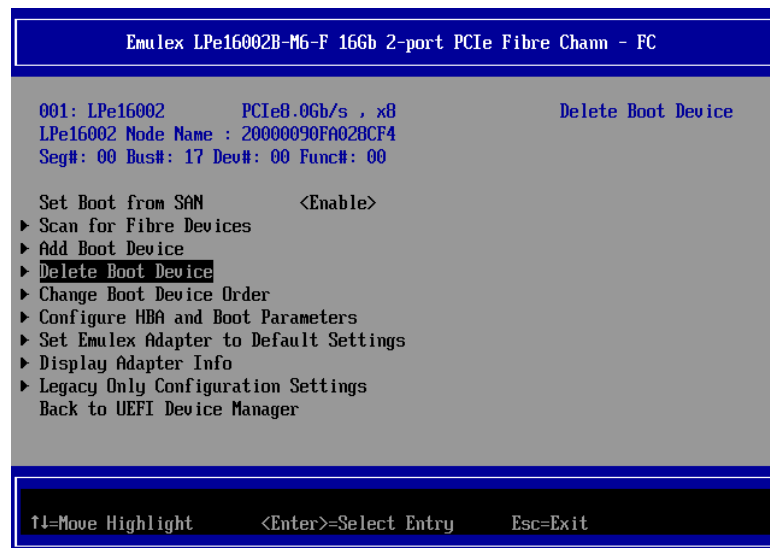 Emulex LPe16002B-M6-F 16Gb 2-port PCIe Fibre Chann - FC
001: LPe16002 PCIe8.0Gb/s , x8 Delete Boot Device
LPe16002 Node Name : 20000090FA028CF4
Seg#: 00 Bus#: 17 Dev#: 00 Func#: 00
Set Boot from SAN <Enable>
Scan for Fibre Devices
Add Boot Device
Delete Boot Device
Change Boot Device Order
Configure HBA and Boot Parameters
Set Emulex Adapter to Default Settings
Display Adapter Info
Legacy Only Configuration Settings
Back to UEFI Device Manager
↑↓=Move Highlight <Enter>=Select Entry Esc=Exit